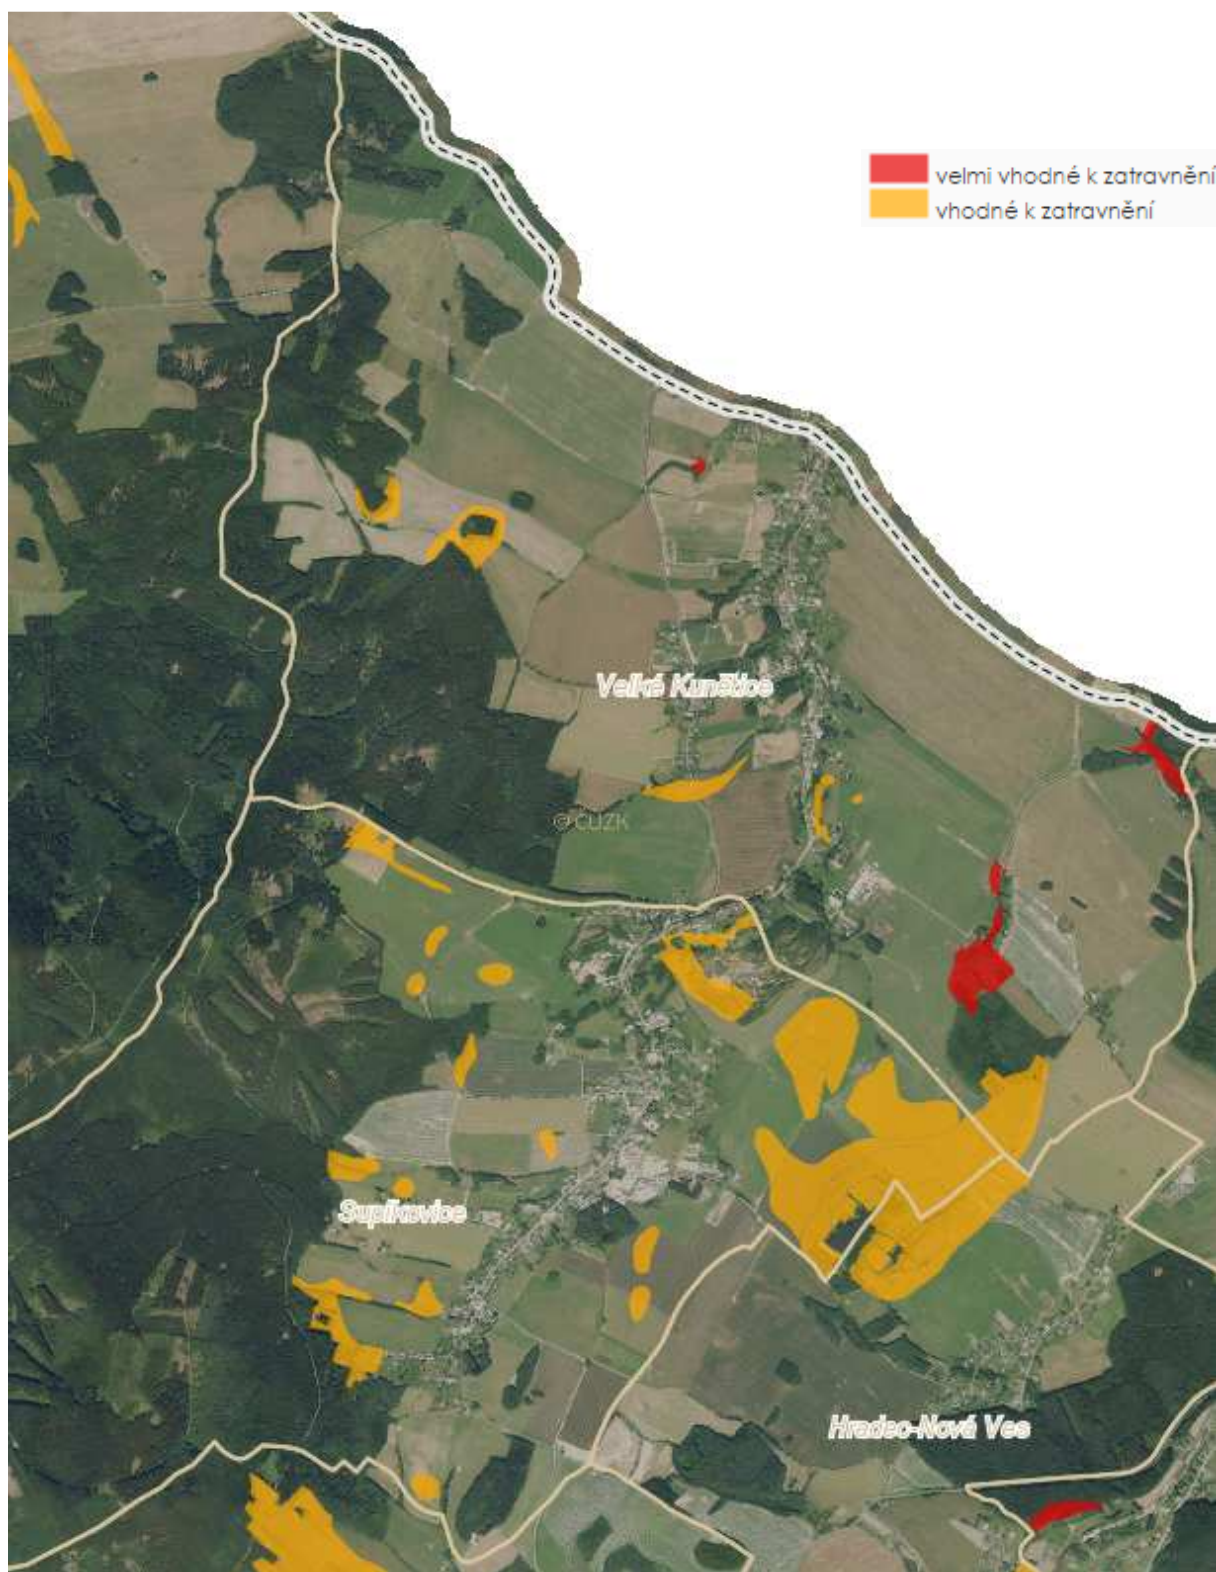 velmi vhodné k zatravnění
vhodné k zatravnění
Velké Kunětice
© ČÚZK
Supíkovice
Hradec-Nová Ves